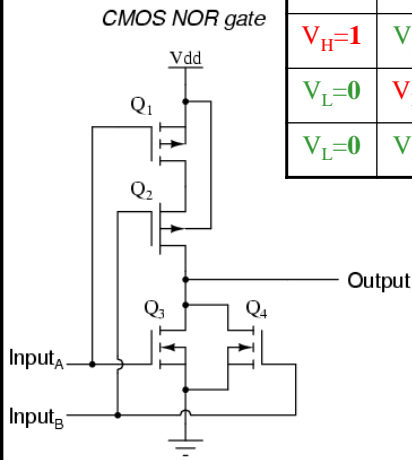 CMOS NOR gate
Vdd
Q1
Q2
Q3
Q4
Output
InputA
InputB
VH=1 V
VL=0 V
VL=0 V